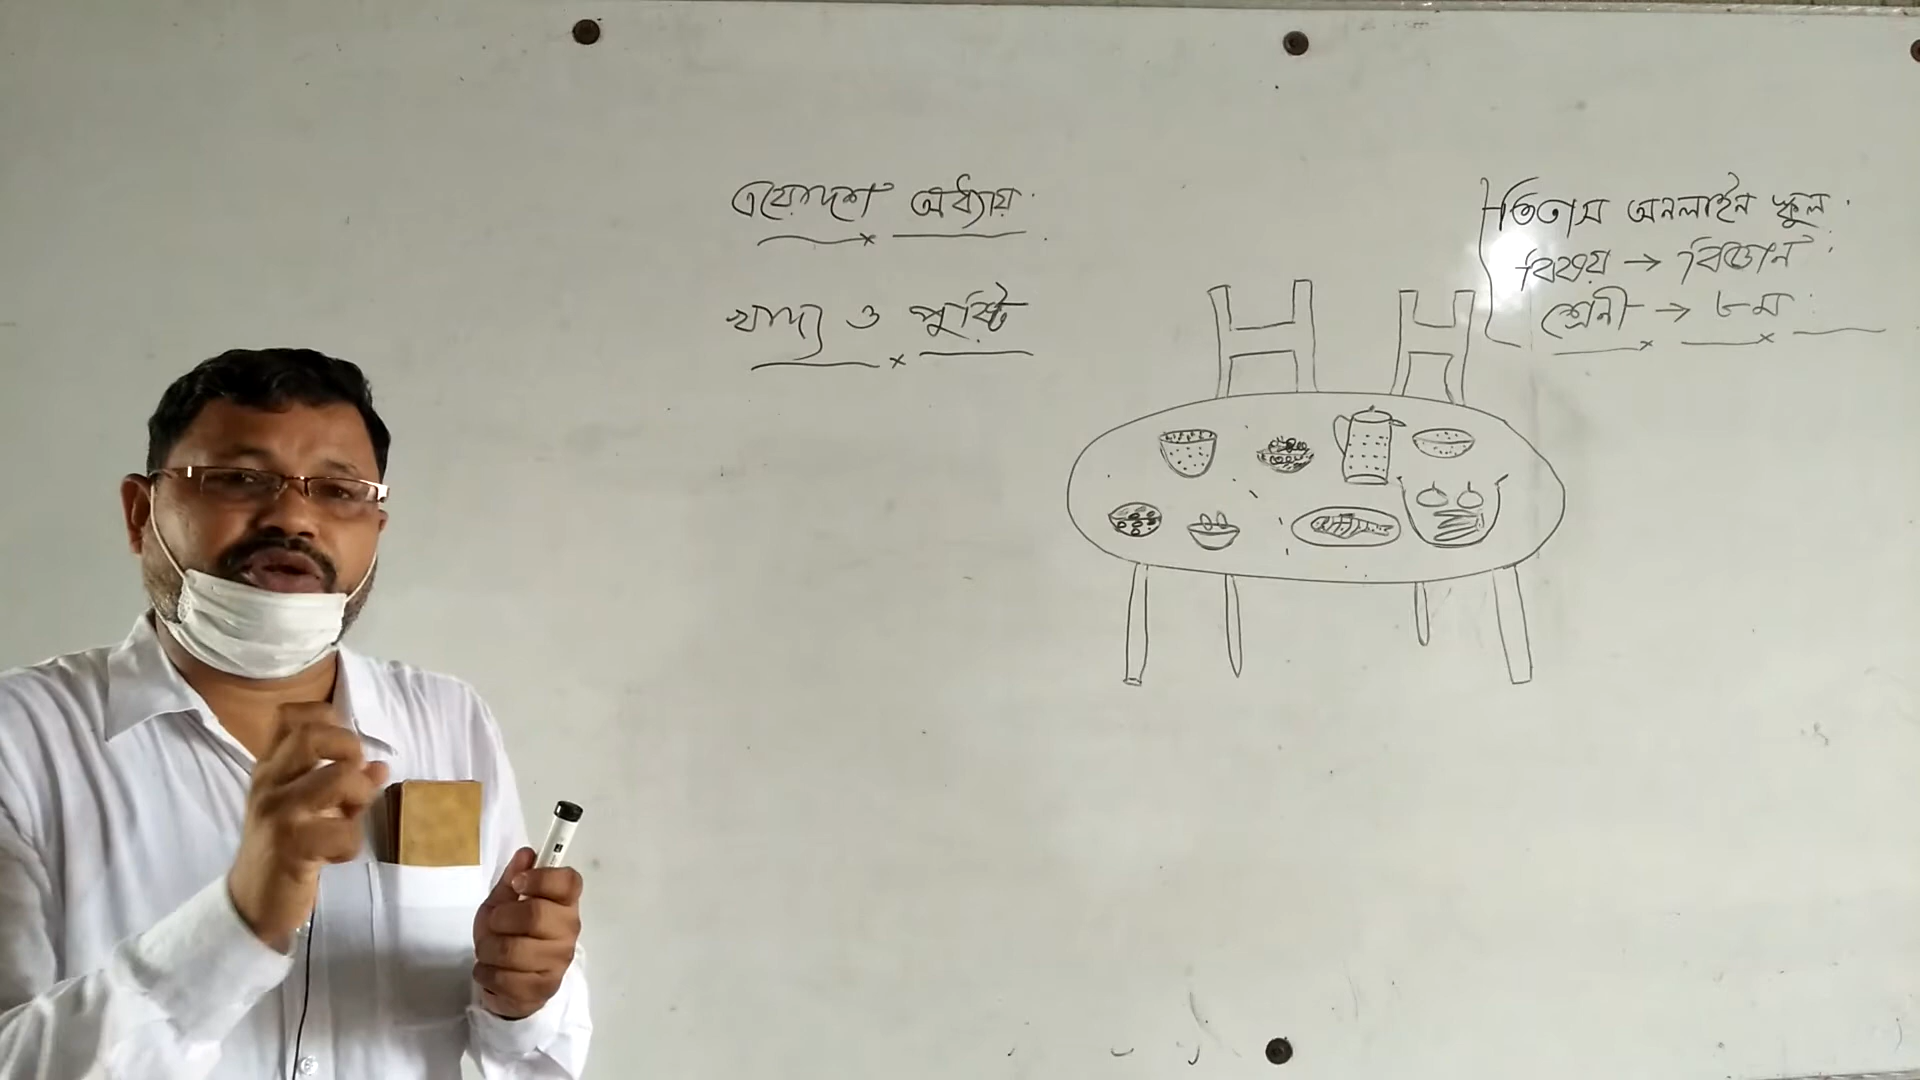 ত্রয়োদশ অধ্যায়
খাদ্য ও পুষ্টি
তিতাস অনলাইন স্কুল
বিষয় → বিজ্ঞান
শ্রেনী → ৮ম